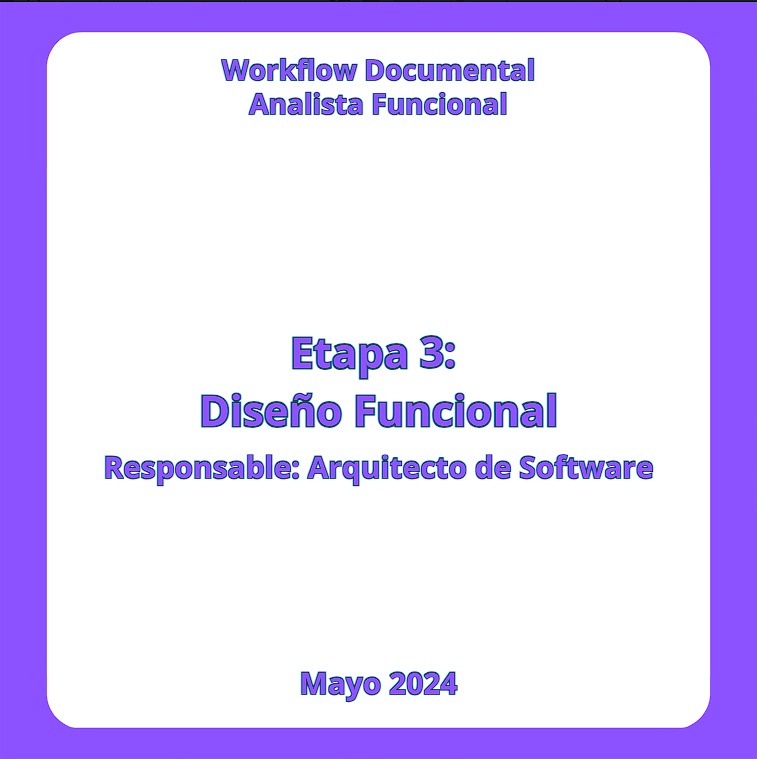 Workflow Documental
Analista Funcional
Etapa 3:
Diseño Funcional
Responsable: Arquitecto de Software
Mayo 2024